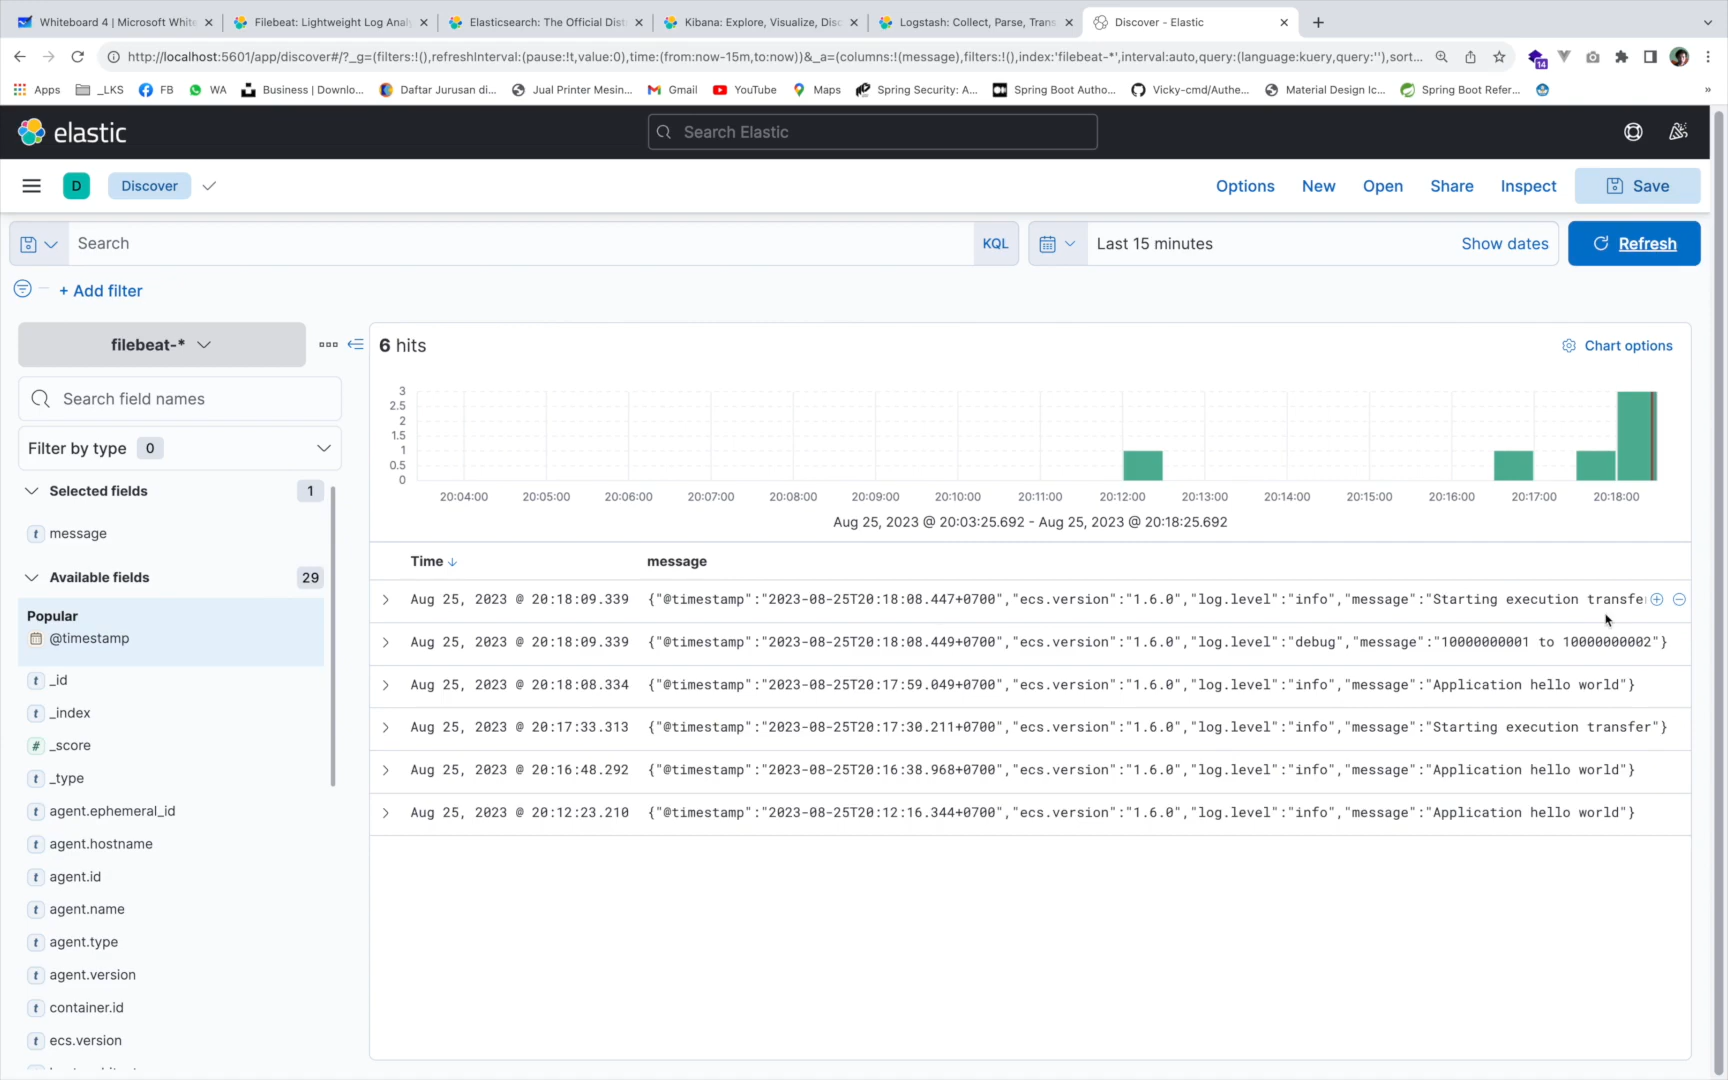 Whiteboard 4 | Microsoft White
Filebeat: Lightweight Log Analy
Elasticsearch: The Official Dist
Kibana: Explore, Visualize, Disc
Logstash: Collect, Parse, Trans
Discover - Elastic
http://localhost:5601/app/discover#/?_g=(filters:!(),refreshInterval:(pause:!t,value:0),time:(from:now-15m,to:now))&_a=(columns:!(message),filters:!(),index:'filebeat-*',interval:auto,query:(language:kuery,query:''),sort...
14
Apps
_LKS
FB
WA
Business | Downlo...
Daftar Jurusan di...
Jual Printer Mesin...
Gmail
YouTube
Maps
Spring Security: A...
Spring Boot Autho...
Vicky-cmd/Authe...
Material Design Ic...
Spring Boot Refer...
»
elastic
Search Elastic
D
Discover
Options
New
Open
Share
Inspect
Save
Search
KQL
Last 15 minutes
Show dates
Refresh
+ Add filter
filebeat-*
Search field names
Filter by type 0
Selected fields 1
t message
Available fields 29
Popular
@timestamp
t _id
t _index
# _score
t _type
t agent.ephemeral_id
t agent.hostname
t agent.id
t agent.name
t agent.type
t agent.version
t container.id
t ecs.version
6 hits
Chart options
3
2.5
2
1.5
1
0.5
0
20:04:00 20:05:00 20:06:00 20:07:00 20:08:00 20:09:00 20:10:00 20:11:00 20:12:00 20:13:00 20:14:00 20:15:00 20:16:00 20:17:00 20:18:00
Aug 25, 2023 @ 20:03:25.692 - Aug 25, 2023 @ 20:18:25.692
Time message
Aug 25, 2023 @ 20:18:09.339 {"@timestamp":"2023-08-25T20:18:08.447+0700","ecs.version":"1.6.0","log.level":"info","message":"Starting execution transfe
Aug 25, 2023 @ 20:18:09.339 {"@timestamp":"2023-08-25T20:18:08.449+0700","ecs.version":"1.6.0","log.level":"debug","message":"10000000001 to 10000000002"}
Aug 25, 2023 @ 20:18:08.334 {"@timestamp":"2023-08-25T20:17:59.049+0700","ecs.version":"1.6.0","log.level":"info","message":"Application hello world"}
Aug 25, 2023 @ 20:17:33.313 {"@timestamp":"2023-08-25T20:17:30.211+0700","ecs.version":"1.6.0","log.level":"info","message":"Starting execution transfer"}
Aug 25, 2023 @ 20:16:48.292 {"@timestamp":"2023-08-25T20:16:38.968+0700","ecs.version":"1.6.0","log.level":"info","message":"Application hello world"}
Aug 25, 2023 @ 20:12:23.210 {"@timestamp":"2023-08-25T20:12:16.344+0700","ecs.version":"1.6.0","log.level":"info","message":"Application hello world"}